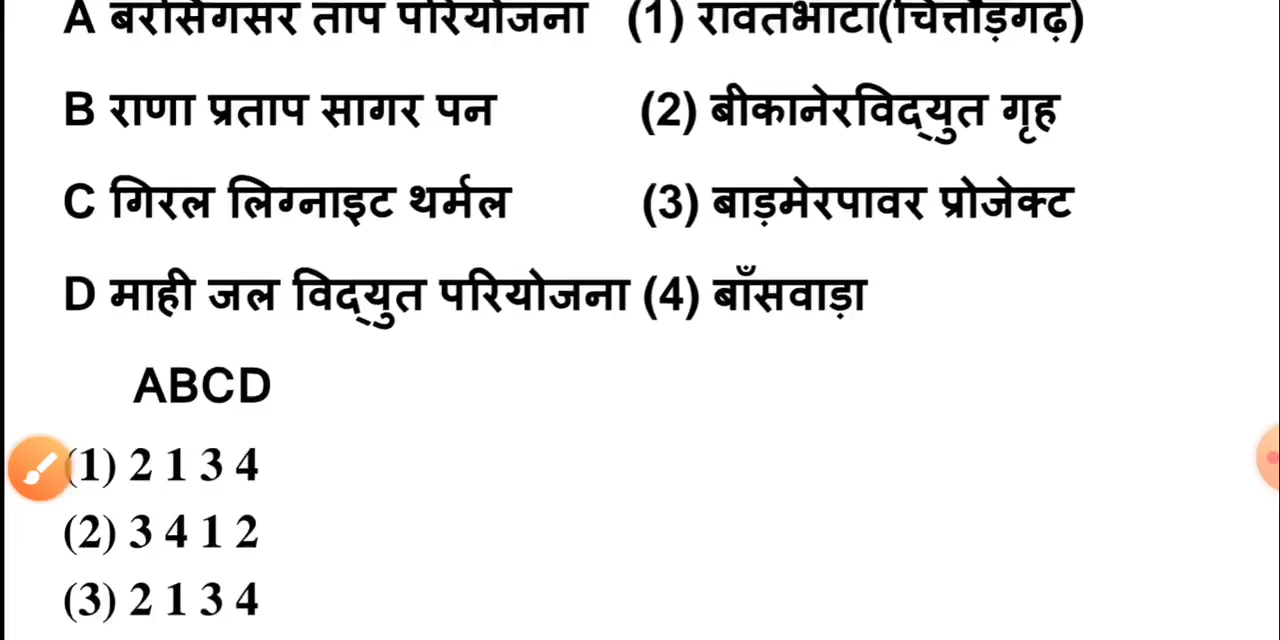 A बरसिंगसर ताप परियोजना (1) रावतभाटा(चित्तौड़गढ़)
B राणा प्रताप सागर पन (2) बीकानेरविद्युत गृह
C गिरल लिग्नाइट थर्मल (3) बाड़मेरपावर प्रोजेक्ट
D माही जल विद्युत परियोजना (4) बाँसवाड़ा
ABCD
(1) 2 1 3 4
(2) 3 4 1 2
(3) 2 1 3 4